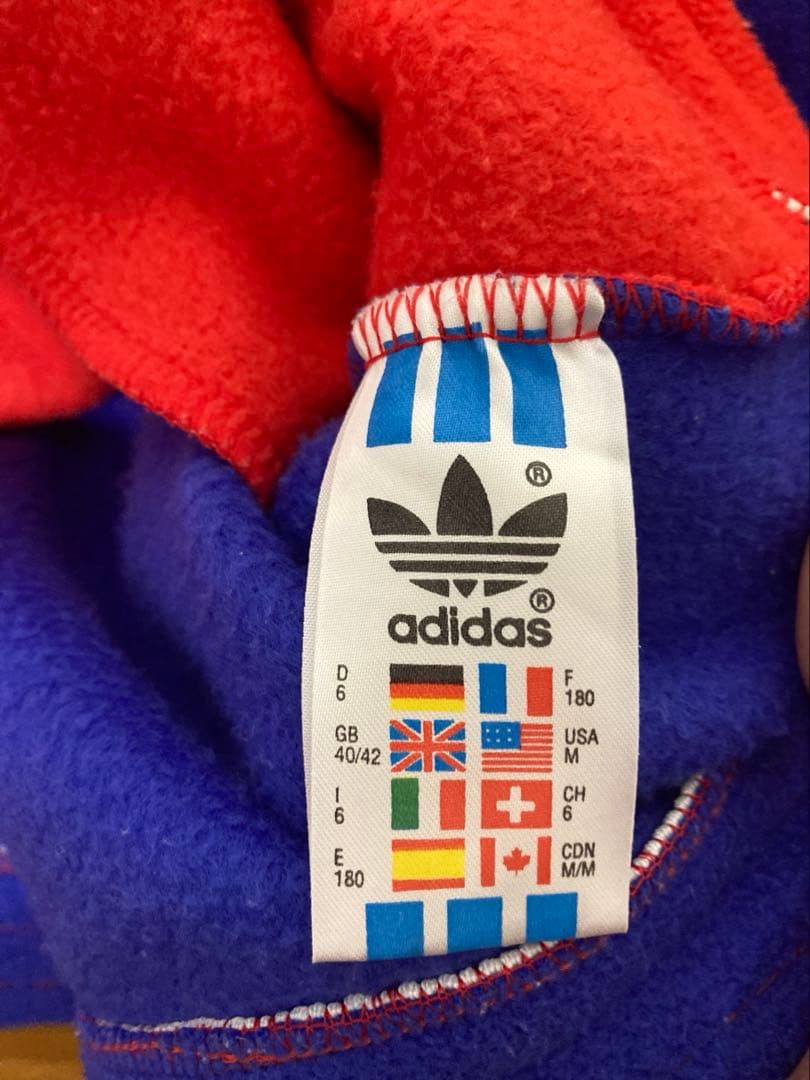 ®
adidas®
D F
6 180
GB USA
40/42 M
I CH
6 6
E CDN
180 M/M